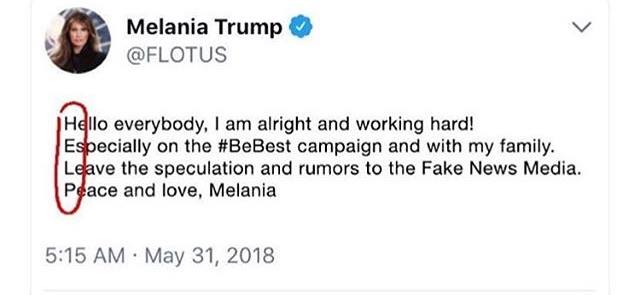 Melania Trump
@FLOTUS
Hello everybody, I am alright and working hard!
Especially on the #BeBest campaign and with my family.
Leave the speculation and rumors to the Fake News Media.
Peace and love, Melania
5:15 AM · May 31, 2018